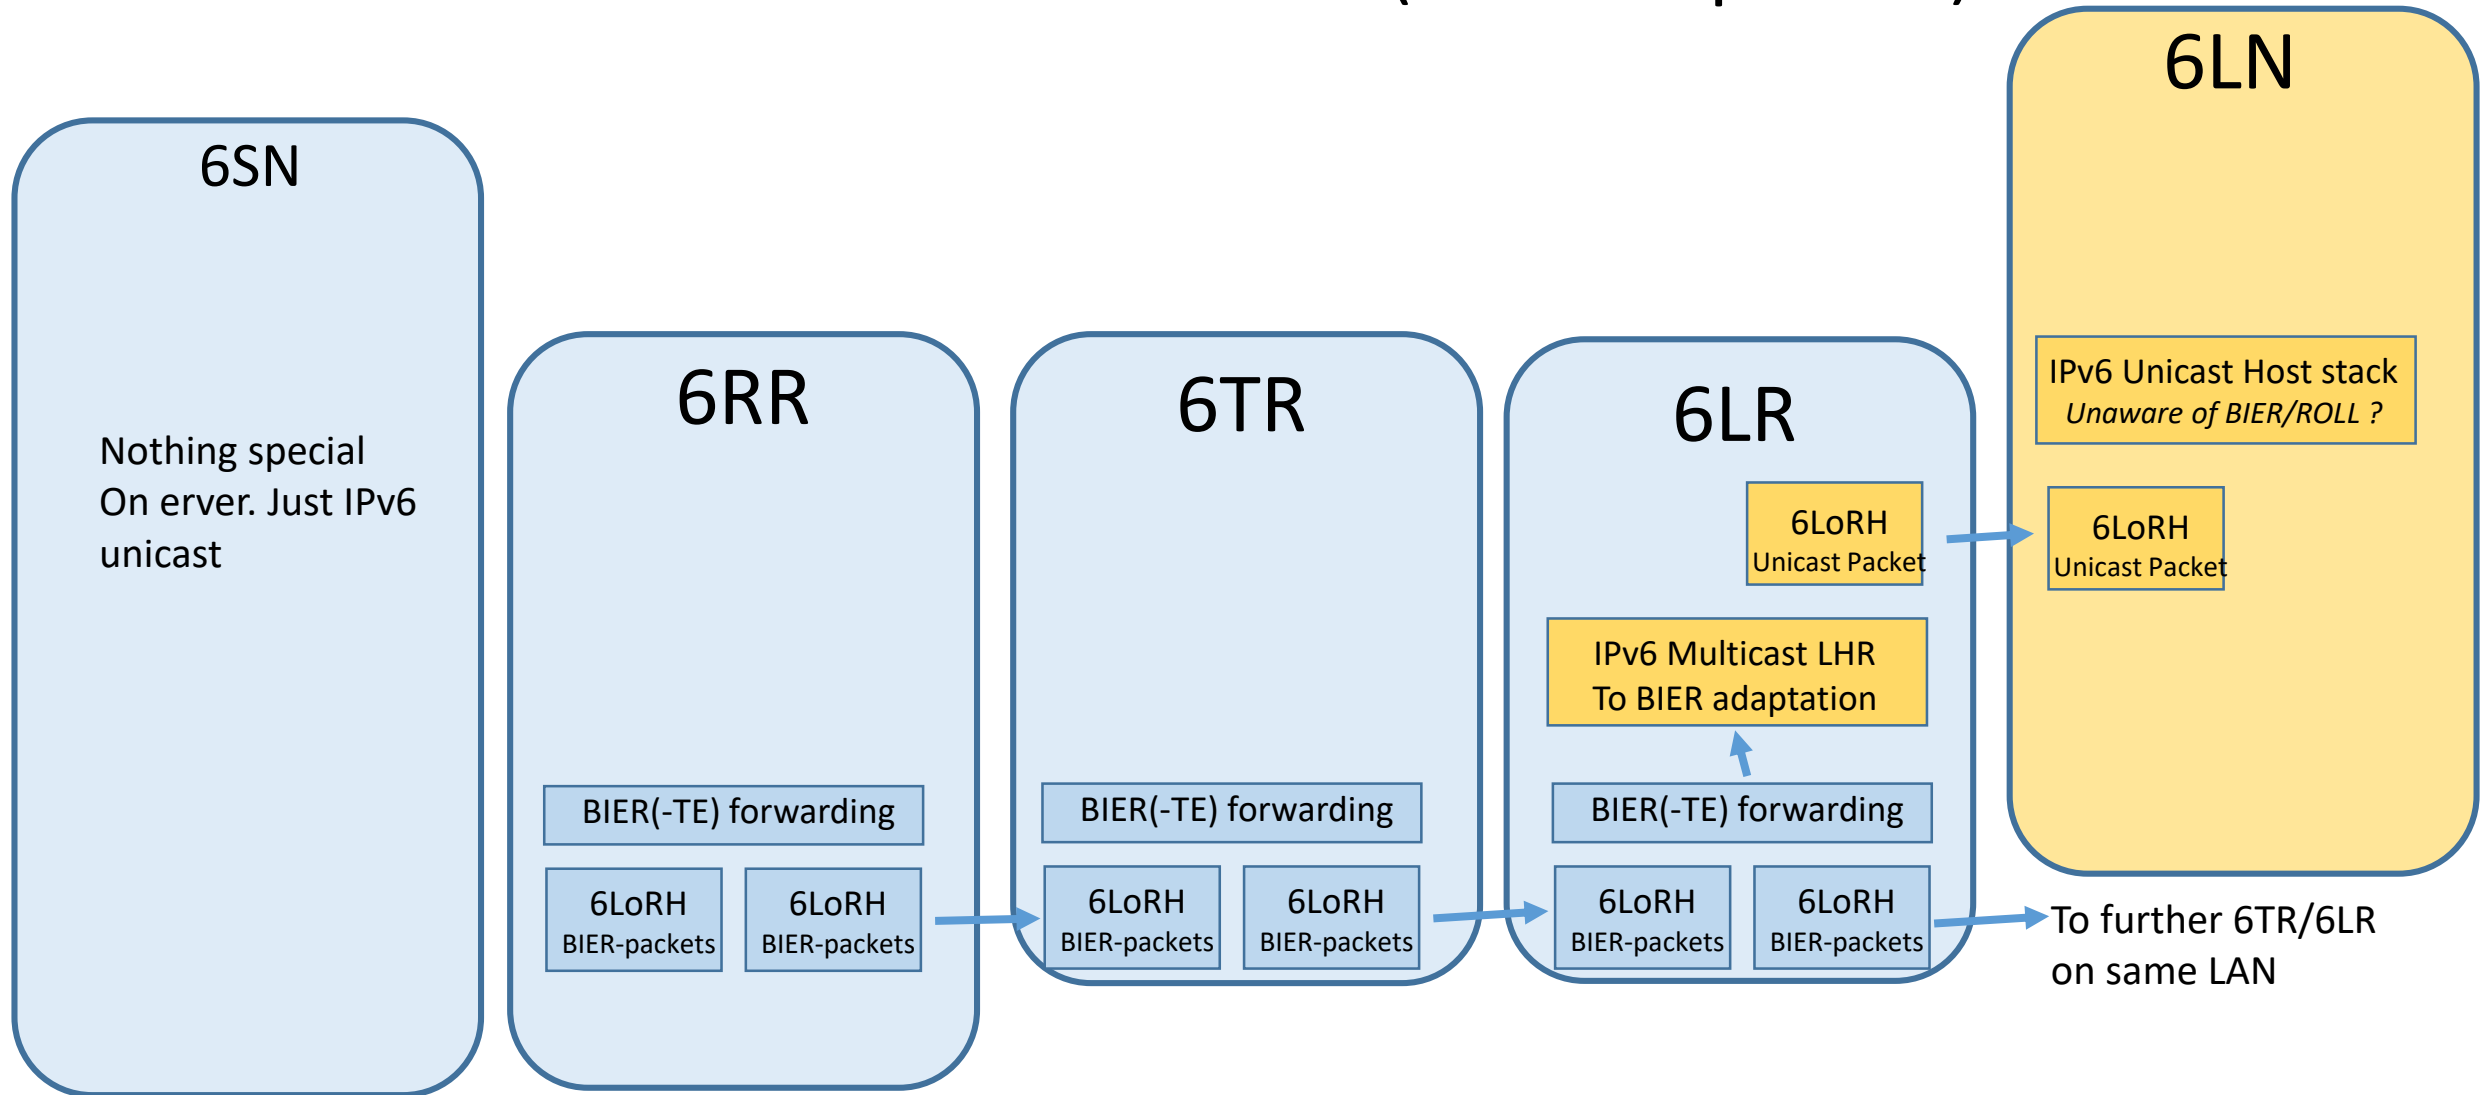 6SN
Nothing special
On erver. Just IPv6
unicast
6RR
BIER(-TE) forwarding
6LoRH
BIER-packets
6LoRH
BIER-packets
6TR
BIER(-TE) forwarding
6LoRH
BIER-packets
6LoRH
BIER-packets
6LR
6LoRH
Unicast Packet
IPv6 Multicast LHR
To BIER adaptation
BIER(-TE) forwarding
6LoRH
BIER-packets
6LoRH
BIER-packets
6LN
IPv6 Unicast Host stack
Unaware of BIER/ROLL ?
6LoRH
Unicast Packet
To further 6TR/6LR
on same LAN